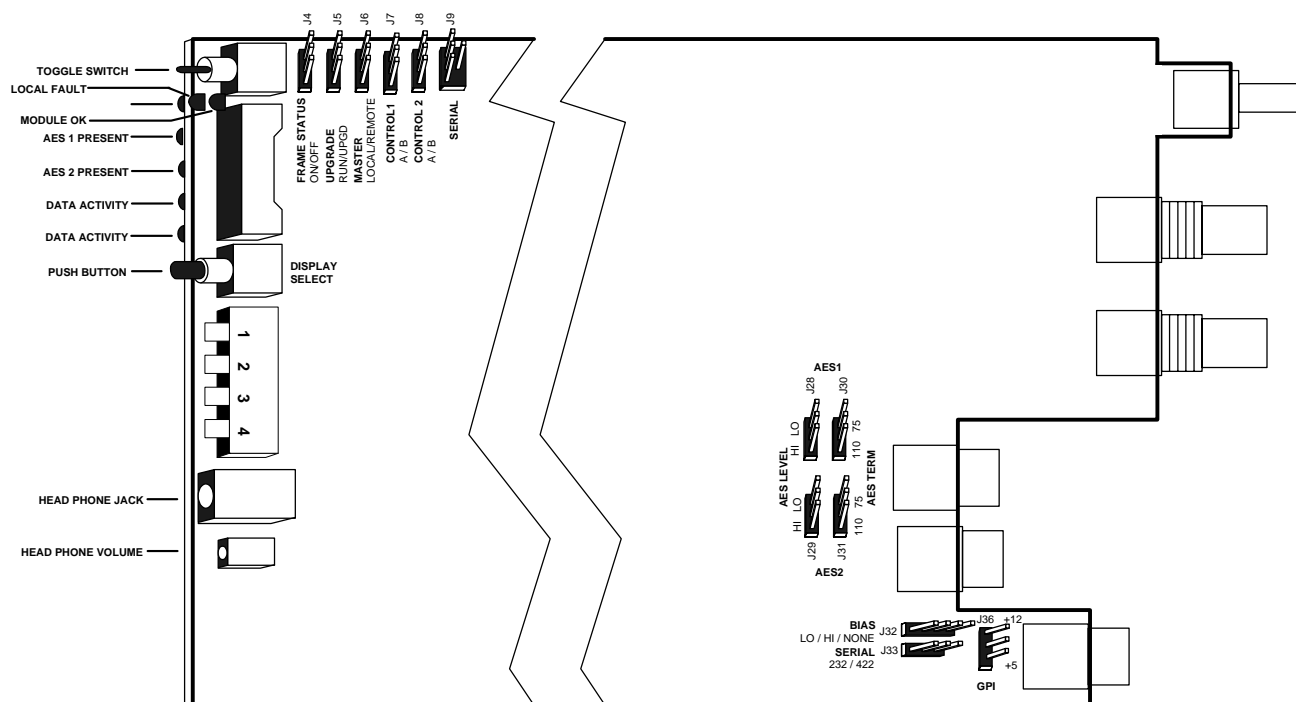 J4
J5
J6
J7
J8
J9
TOGGLE SWITCH
LOCAL FAULT
MODULE OK
AES 1 PRESENT
AES 2 PRESENT
DATA ACTIVITY
DATA ACTIVITY
PUSH BUTTON
HEAD PHONE JACK
HEAD PHONE VOLUME
FRAME STATUS
ON/OFF
UPGRADE
RUN/UPGD
MASTER
LOCAL/REMOTE
CONTROL1
A / B
CONTROL 2
A / B
SERIAL
DISPLAY
SELECT
1
2
3
4
AES1
J28
J30
AES LEVEL
HI LO
110 75
AES TERM
HI LO
110 75
J29
J31
AES2
BIAS
LO / HI / NONE
J32
SERIAL
232 / 422
J33
J36
+12
+5
GPI